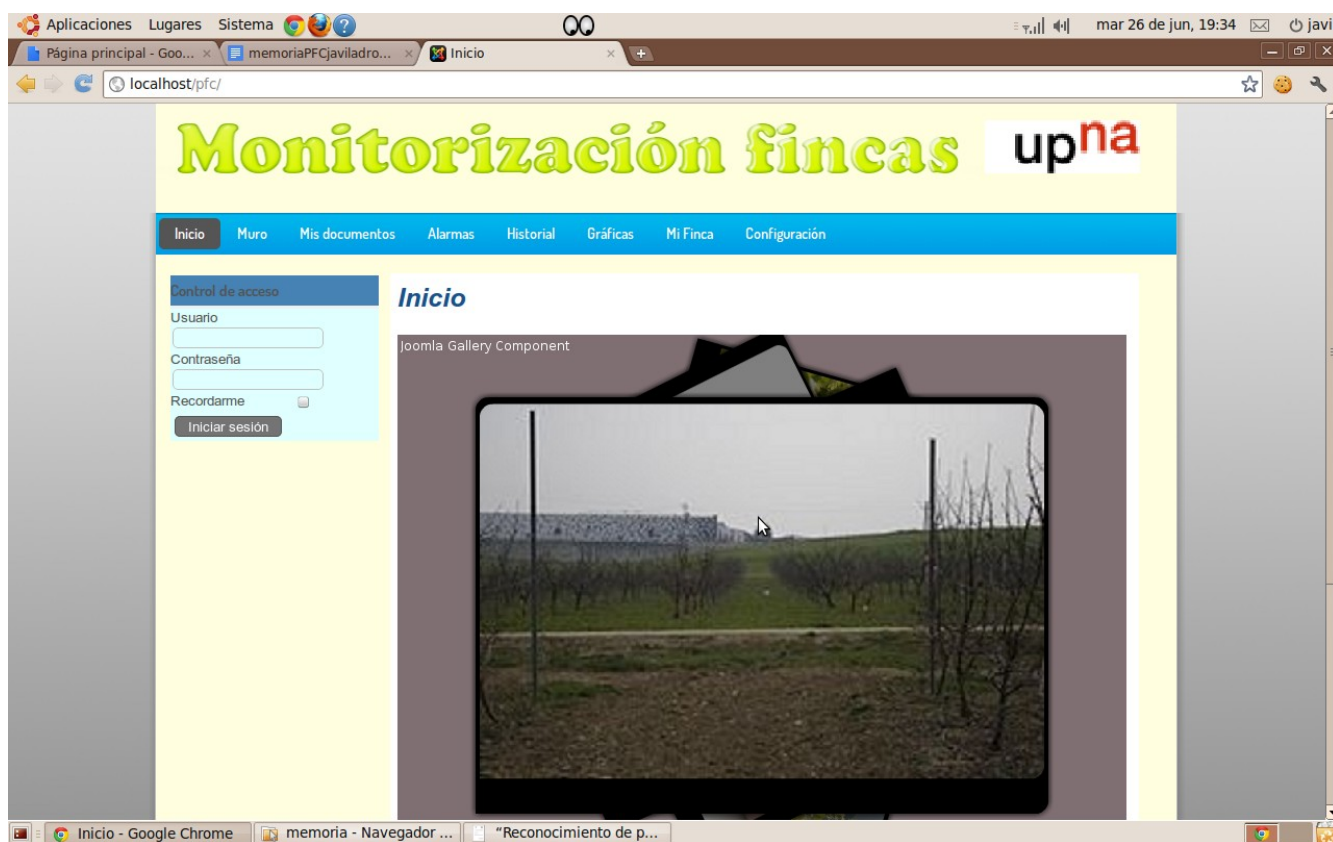 Aplicaciones Lugares Sistema
mar 26 de jun, 19:34 javi
Página principal - Goo... memoriaPFCjaviladro... Inicio
localhost/pfc/
Monitorización fincas upna
Inicio Muro Mis documentos Alarmas Historial Gráficas Mi Finca Configuración
Control de acceso
Usuario
Contraseña
Recordarme
Iniciar sesión
Inicio
Joomla Gallery Component
Inicio - Google Chrome memoria - Navegador ... “Reconocimiento de p...